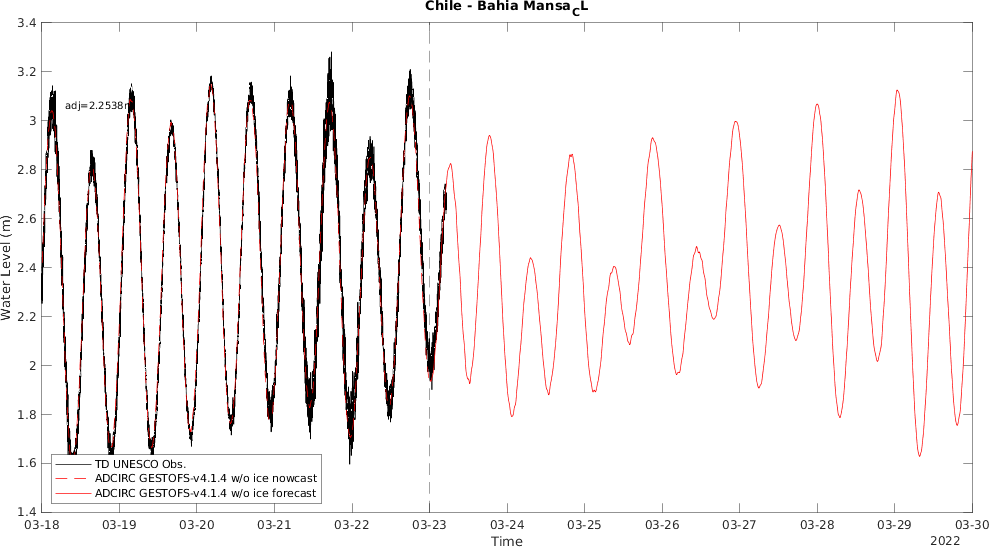 Chile - Bahia MansaCL
3.4
3.2
3
2.8
2.6
2.4
2.2
2
1.8
1.6
1.4
Water Level (m)
adj=2.2538m
TD UNESCO Obs.
ADCIRC GESTOFS-v4.1.4 w/o ice nowcast
ADCIRC GESTOFS-v4.1.4 w/o ice forecast
03-18 03-19 03-20 03-21 03-22 03-23 03-24 03-25 03-26 03-27 03-28 03-29 03-30
Time
2022